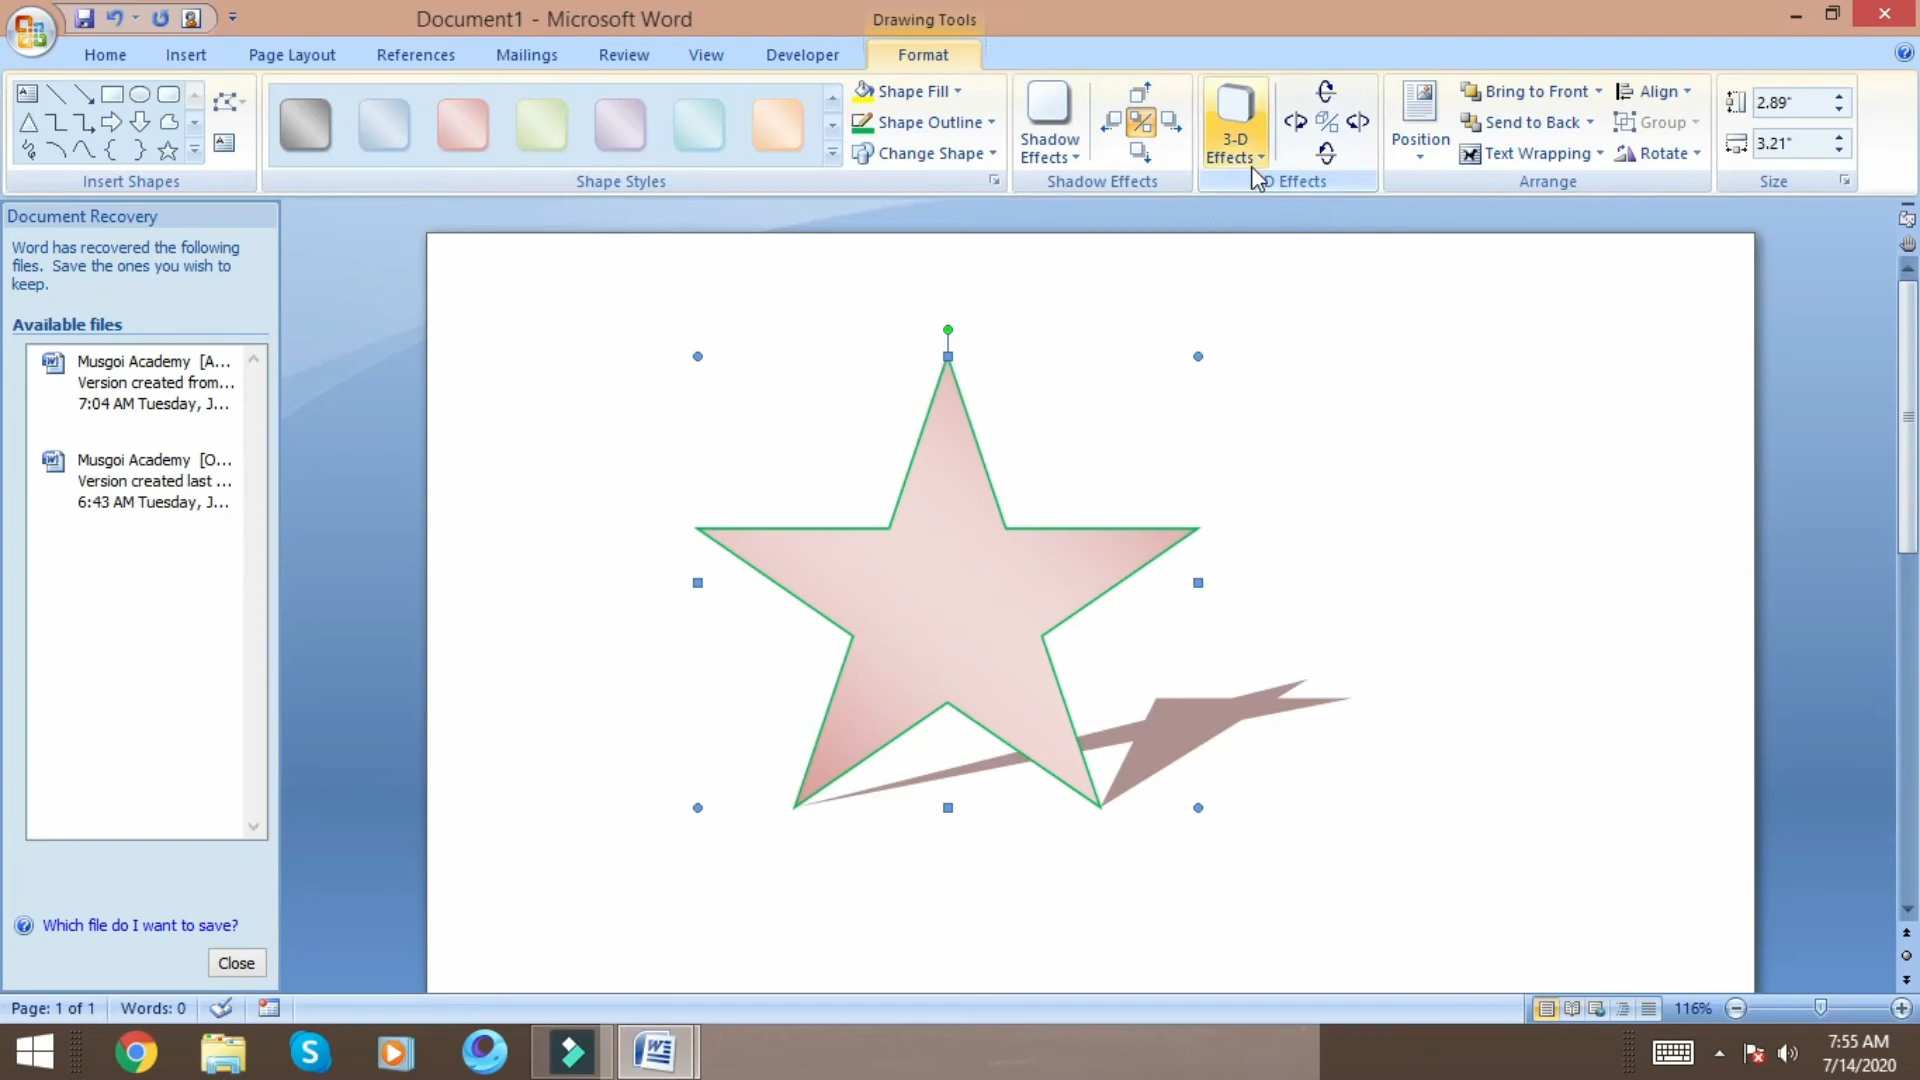 Document1 - Microsoft Word
Drawing Tools
Home
Insert
Page Layout
References
Mailings
Review
View
Developer
Format
Shape Fill
Shape Outline
Change Shape
Shadow
Effects
3-D
Effects
Position
Bring to Front
Send to Back
Text Wrapping
Align
Group
Rotate
2.89"
3.21"
Insert Shapes
Shape Styles
Shadow Effects
D Effects
Arrange
Size
Document Recovery
Word has recovered the following
files. Save the ones you wish to
keep.
Available files
Musgoi Academy [A...
Version created from...
7:04 AM Tuesday, J...
Musgoi Academy [O...
Version created last ...
6:43 AM Tuesday, J...
Which file do I want to save?
Close
Page: 1 of 1
Words: 0
116%
7:55 AM
7/14/2020